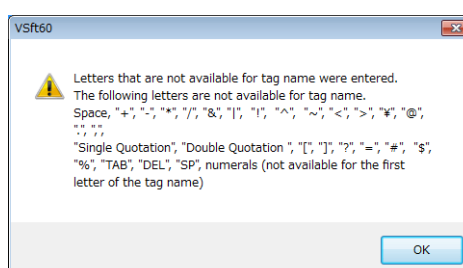 VSft60
Letters that are not available for tag name were entered.
The following letters are not available for tag name.
Space, "+", "-", "*", "/", "&", "|", "!", "^", "~", "<", ">", "¥", "@",
".", ",",
"Single Quotation", "Double Quotation ", "[", "]", "?", "=", "#", "$",
"%", "TAB", "DEL", "SP", numerals (not available for the first
letter of the tag name)
OK